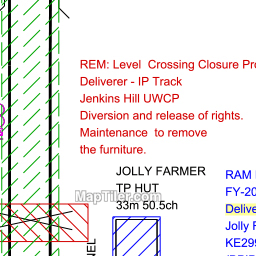 REM: Level Crossing Closure Pro
Deliverer - IP Track
Jenkins Hill UWCP
Diversion and release of rights.
Maintenance to remove
the furniture.
JOLLY FARMER
TP HUT
33m 50.5ch
RAM
FY-20
Delive
Jolly F
KE299
MapTiler.com
NEL